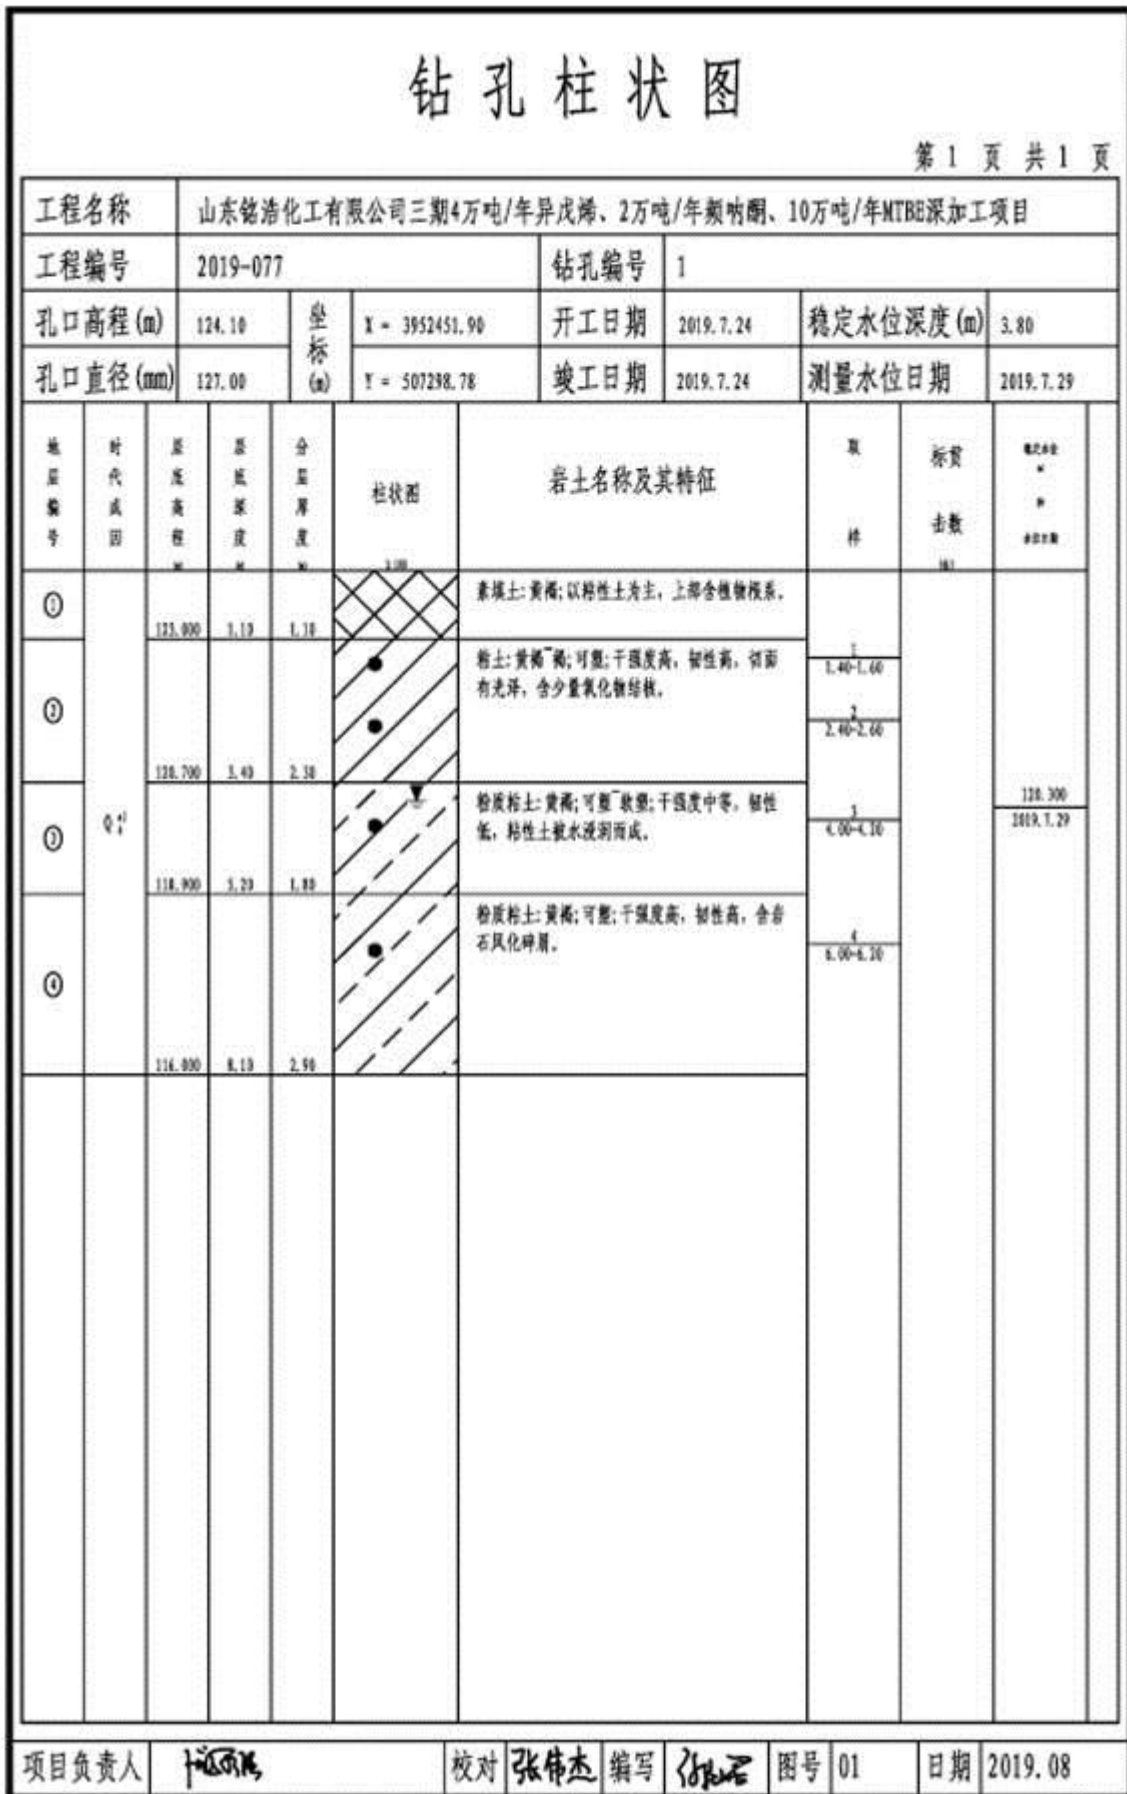 钻孔柱状图
第 1 页 共 1 页
工程名称 山东铭浩化工有限公司三期4万吨/年异戊烯、2万吨/年频呐酮、10万吨/年MTBE深加工项目
工程编号 2019-077 钻孔编号 1
孔口高程(m) 124.10 坐标(m) X = 3952451.90 开工日期 2019.7.24 稳定水位深度(m) 3.80
孔口直径(mm) 127.00 Y = 507298.78 竣工日期 2019.7.24 测量水位日期 2019.7.29
地层编号 时代成因 层底高程 层底深度 分层厚度 柱状图 岩土名称及其特征 取样 标贯击数 稳定水位 和 水位日期
① 123.000 1.10 1.10 素填土:黄褐;以粘性土为主，上部含植物根系。
② 120.700 3.40 2.30 粘土:黄褐~褐;可塑;干强度高，韧性高，切面
有光泽，含少量氧化物结核。
1
1.40-1.60
2
2.40-2.60
③ 118.900 5.20 1.80 粉质粘土:黄褐;可塑~软塑;干强度中等，韧性
低，粘性土被水浸润而成。
3
4.00-4.20
120.300
2019.7.29
④ 116.000 8.10 2.90 粉质粘土:黄褐;可塑;干强度高，韧性高，含岩
石风化碎屑。
4
6.00-6.20
项目负责人 校对 张伟杰 编写 图号 01 日期 2019.08